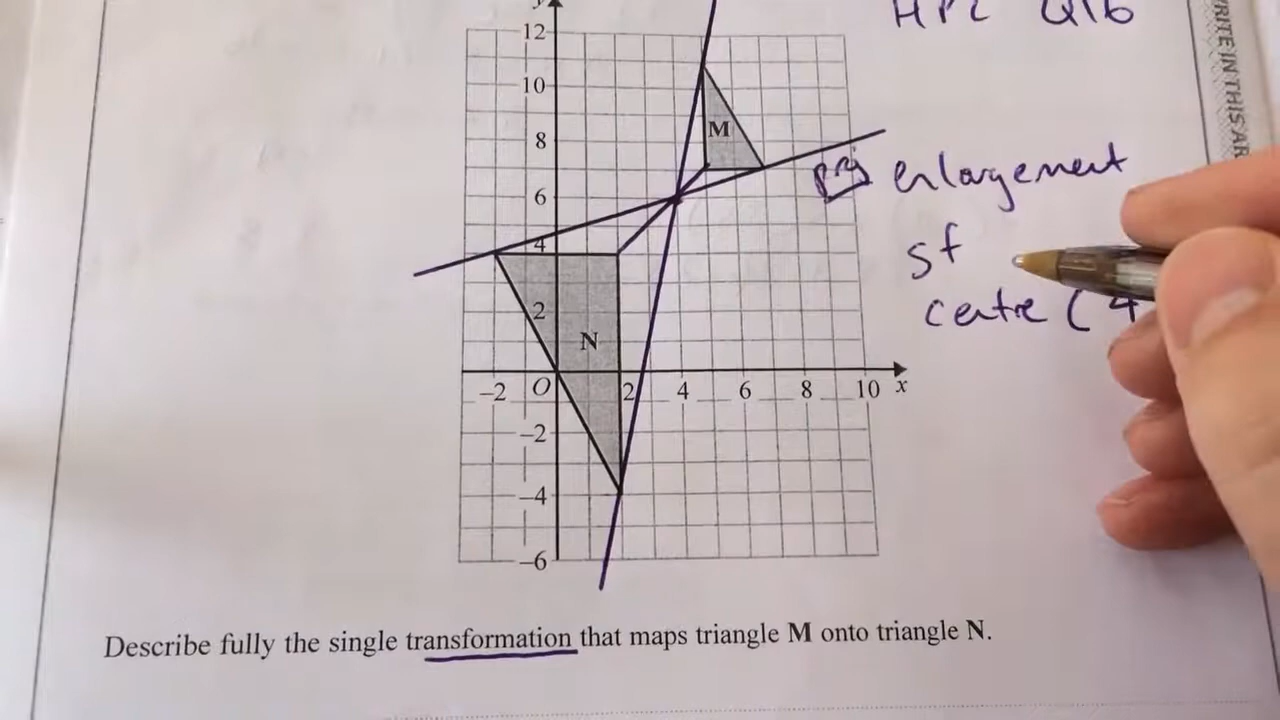 HP2 Q16
WRITE IN THIS AR
y
12
10
8
6
4
2
M
N
enlargement
sf
centre ( 4
-2 O 2 4 6 8 10 x
-2
-4
-6
Describe fully the single transformation that maps triangle M onto triangle N.